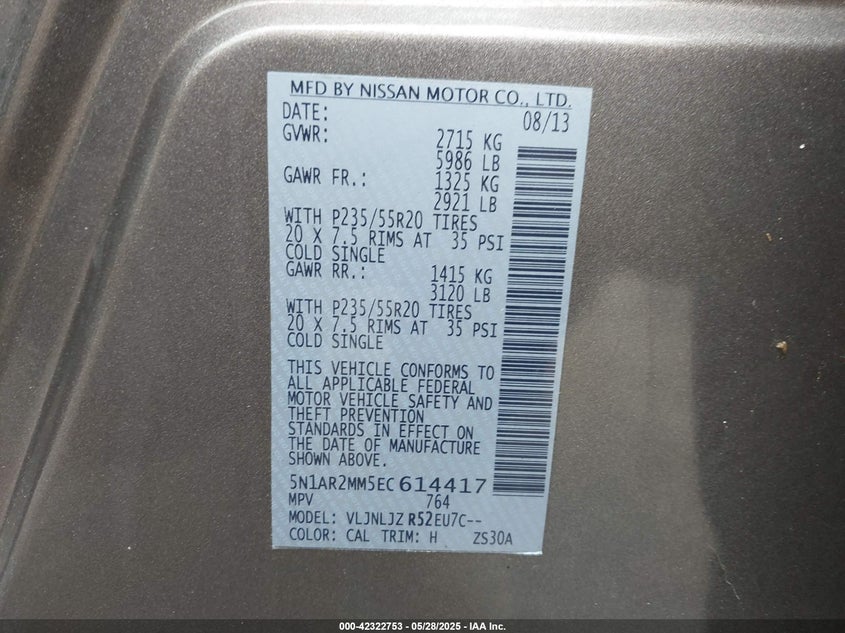 MFD BY NISSAN MOTOR CO., LTD.
DATE: 08/13
GVWR: 2715 KG
5986 LB
GAWR FR.: 1325 KG
2921 LB
WITH P235/55R20 TIRES
20 X 7.5 RIMS AT 35 PSI
COLD SINGLE
GAWR RR.: 1415 KG
3120 LB
WITH P235/55R20 TIRES
20 X 7.5 RIMS AT 35 PSI
COLD SINGLE
THIS VEHICLE CONFORMS TO
ALL APPLICABLE FEDERAL
MOTOR VEHICLE SAFETY AND
THEFT PREVENTION
STANDARDS IN EFFECT ON
THE DATE OF MANUFACTURE
SHOWN ABOVE.
5N1AR2MM5EC614417
MPV 764
MODEL: VLJNLJZ R52EU7C--
COLOR: CAL TRIM: H ZS30A
000-42322753 - 05/28/2025 - IAA Inc.